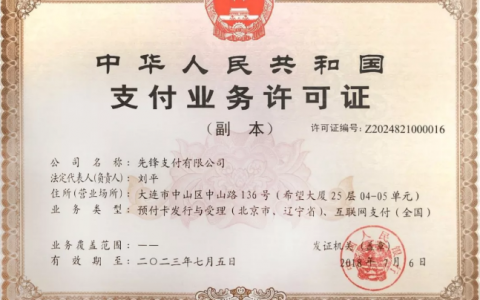 中华人民共和国
支付业务许可证
（副 本）
许可证编号: Z2024821000016
公 司 名 称: 先锋支付有限公司
法定代表人(负责人): 刘平
住所(营业场所): 大连市中山区中山路136号（希望大厦25层04-05单元）
业 务 类 型: 预付卡发行与受理（北京市、辽宁省）、互联网支付（全国）
业务覆盖范围: ——
发证机关（盖章）
有 效 期 至: 二〇二三年七月五日
2018 年 7 月 6 日